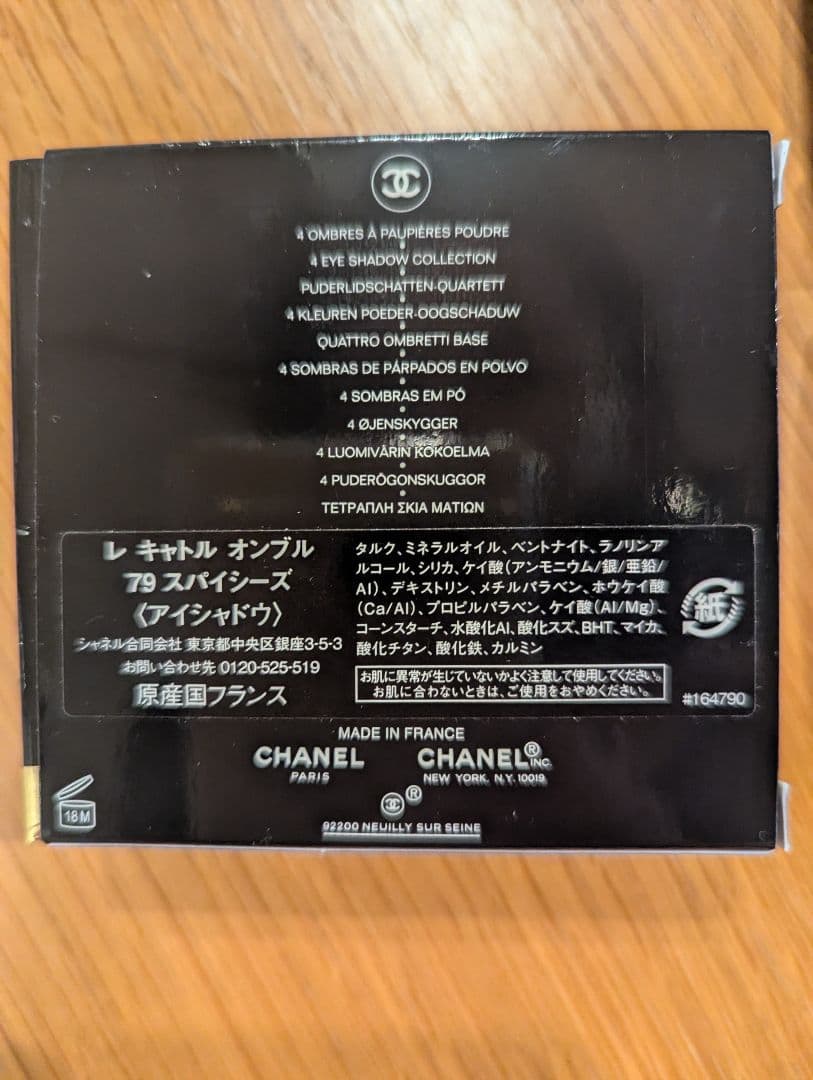 4 OMBRES À PAUPIÈRES POUDRE
4 EYE SHADOW COLLECTION
PUDERLIDSCHATTEN-QUARTETT
4 KLEUREN POEDER-OOGSCHADUW
QUATTRO OMBRETTI BASE
4 SOMBRAS DE PÁRPADOS EN POLVO
4 SOMBRAS EM PÓ
4 ØJENSKYGGER
4 LUOMIVÄRIN KOKOELMA
4 PUDERÖGONSKUGGOR
ΤΕΤΡΑΠΛΗ ΣΚΙΑ ΜΑΤΙΩΝ
レ キャトル オンブル
79 スパイシーズ
〈アイシャドウ〉
シャネル合同会社 東京都中央区銀座3-5-3
お問い合わせ先 0120-525-519
原産国フランス
タルク、ミネラルオイル、ベントナイト、ラノリンア
ルコール、シリカ、ケイ酸(アンモニウム/銀/亜鉛/
Al)、デキストリン、メチルパラベン、ホウケイ酸
(Ca/Al)、プロピルパラベン、ケイ酸(Al/Mg)、
コーンスターチ、水酸化Al、酸化スズ、BHT、マイカ、
酸化チタン、酸化鉄、カルミン
お肌に異常が生じていないかよく注意して使用してください。
お肌に合わないときは、ご使用をおやめください。
紙
#164790
MADE IN FRANCE
CHANEL
PARIS
CHANEL® INC.
NEW YORK. N.Y. 10019
®
92200 NEUILLY SUR SEINE
18 M